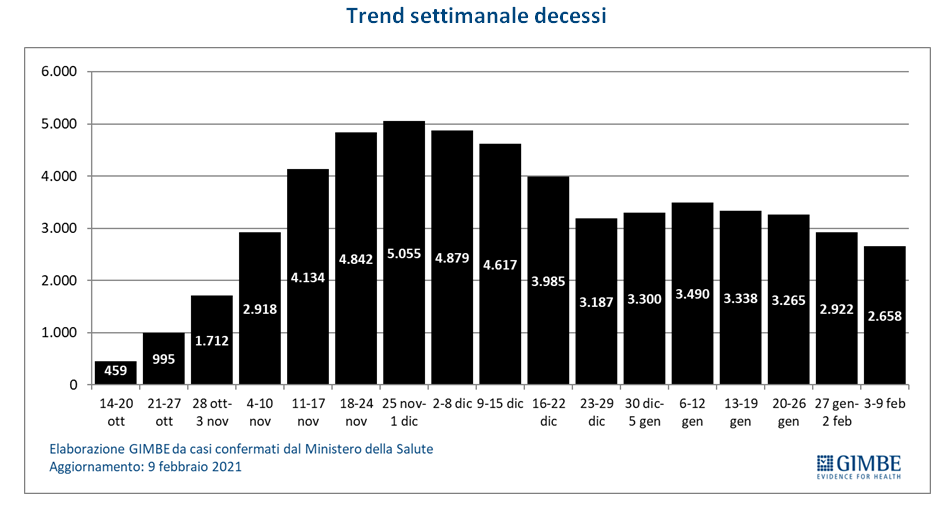 Trend settimanale decessi
6.000
5.000
4.000
3.000
2.000
1.000
0
459
995
1.712
2.918
4.134
4.842
5.055
4.879
4.617
3.985
3.187
3.300
3.490
3.338
3.265
2.922
2.658
14-20 ott
21-27 ott
28 ott-3 nov
4-10 nov
11-17 nov
18-24 nov
25 nov-1 dic
2-8 dic
9-15 dic
16-22 dic
23-29 dic
30 dic-5 gen
6-12 gen
13-19 gen
20-26 gen
27 gen-2 feb
3-9 feb
Elaborazione GIMBE da casi confermati dal Ministero della Salute
Aggiornamento: 9 febbraio 2021
GIMBE
EVIDENCE FOR HEALTH